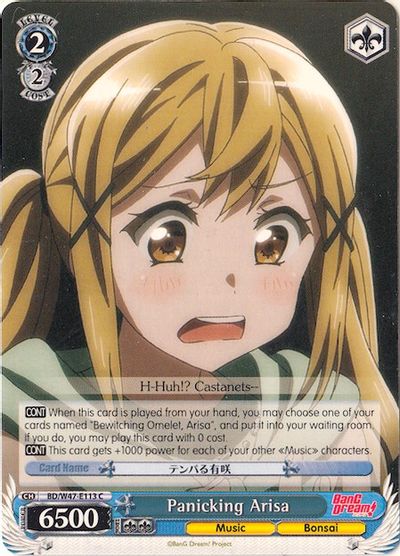 LEVEL
2
2
COST
H-Huh!? Castanets--
CONT When this card is played from your hand, you may choose one of your
cards named "Bewitching Omelet, Arisa", and put it into your waiting room
If you do, you may play this card with 0 cost.
CONT This card gets +1000 power for each of your other «Music» characters.
Card Name
テンパる有咲
CH BD/W47-E113 C
Panicking Arisa
BanG Dream!
POWER
6500
Music
Bonsai
©BanG Dream! Project